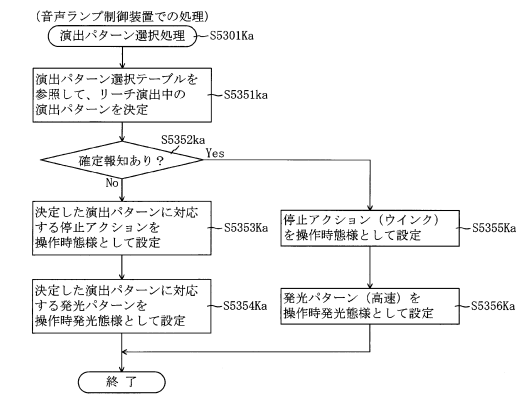 (音声ランプ制御装置での処理)
演出パターン選択処理
S5301Ka
演出パターン選択テーブルを
参照して、リーチ演出中の
演出パターンを決定
S5351ka
S5352ka
確定報知あり？
Yes
No
決定した演出パターンに対応
する停止アクションを
操作時態様として設定
S5353Ka
停止アクション（ウインク）
を操作時態様として設定
S5355Ka
決定した演出パターンに対応
する発光パターンを
操作時発光態様として設定
S5354Ka
発光パターン（高速）を
操作時発光態様として設定
S5356Ka
終了